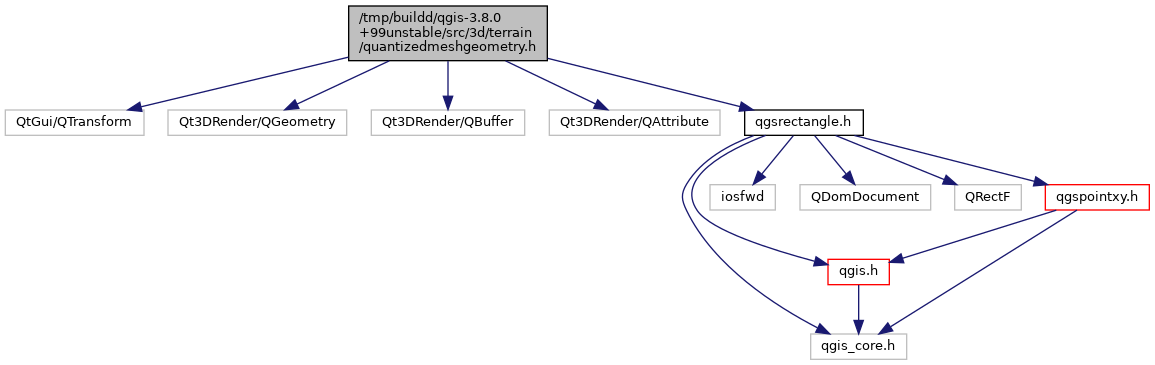 /tmp/buildd/qgis-3.8.0
+99unstable/src/3d/terrain
/quantizedmeshgeometry.h
QtGui/QTransform
Qt3DRender/QGeometry
Qt3DRender/QBuffer
Qt3DRender/QAttribute
qgsrectangle.h
iosfwd
QDomDocument
QRectF
qgspointxy.h
qgis.h
qgis_core.h